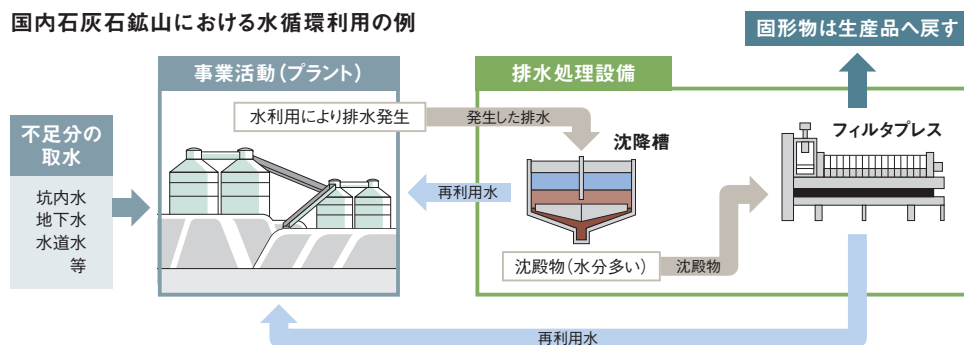 国内石灰石鉱山における水循環利用の例
固形物は生産品へ戻す
事業活動（プラント）
排水処理設備
水利用により排水発生
発生した排水
沈降槽
フィルタプレス
不足分の
取水
坑内水
地下水
水道水
等
再利用水
沈殿物（水分多い）
沈殿物
再利用水